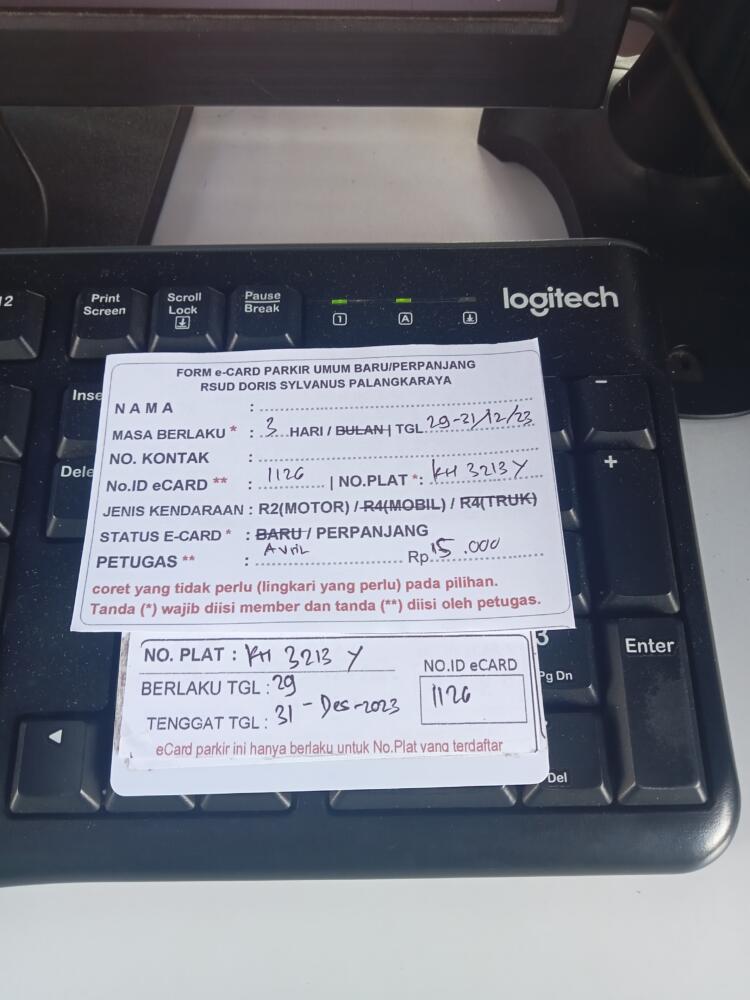 12
Print Screen
Scroll Lock
Pause Break
1
A
logitech
Inse
Dele
FORM e-CARD PARKIR UMUM BARU/PERPANJANG
RSUD DORIS SYLVANUS PALANGKARAYA
NAMA :
MASA BERLAKU * : 3 HARI / BULAN | TGL 29-31/12/23
NO. KONTAK :
No.ID eCARD ** : 1126 | NO.PLAT *: KH 3213 Y
JENIS KENDARAAN : R2(MOTOR) / R4(MOBIL) / R4(TRUK)
STATUS E-CARD * : BARU / PERPANJANG
PETUGAS ** : AVRIL Rp 15.000
coret yang tidak perlu (lingkari yang perlu) pada pilihan.
Tanda (*) wajib diisi member dan tanda (**) diisi oleh petugas.
NO. PLAT : KH 3213 Y
NO.ID eCARD
BERLAKU TGL : 29
1126
TENGGAT TGL : 31 - Des - 2023
eCard parkir ini hanya berlaku untuk No.Plat yang terdaftar
-
+
3
Pg Dn
Enter
Del